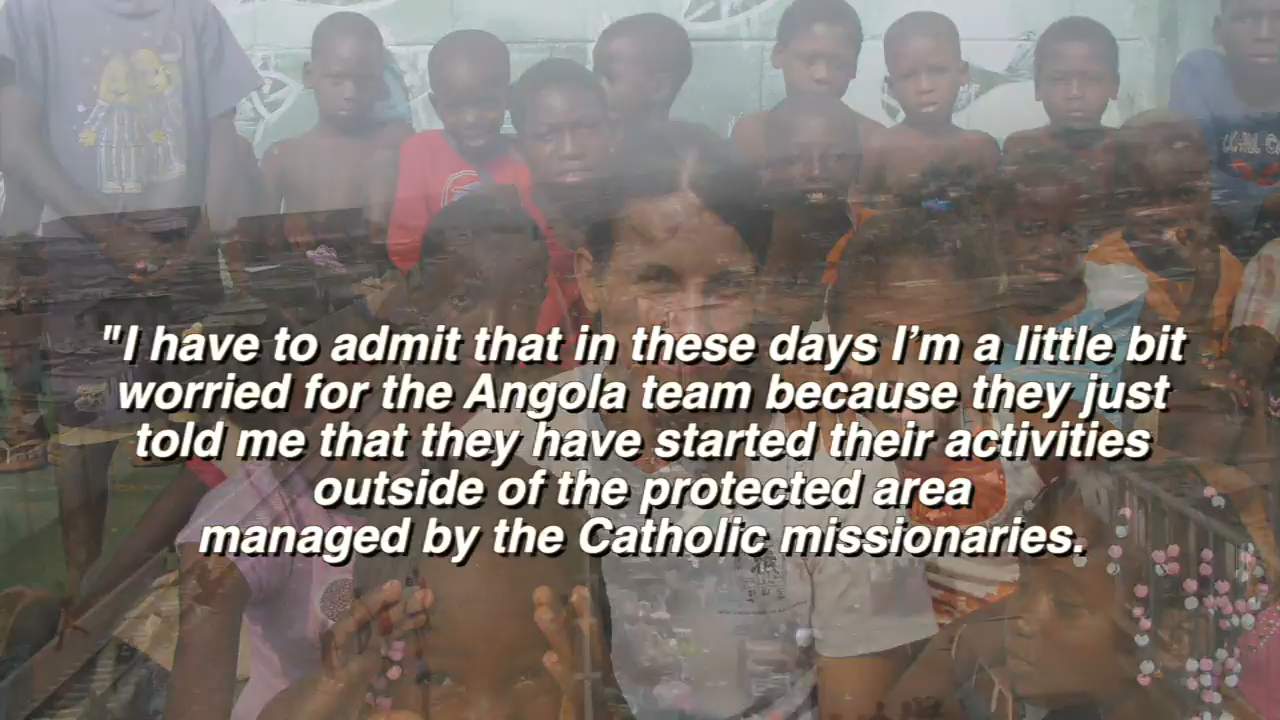 "I have to admit that in these days I’m a little bit
worried for the Angola team because they just
told me that they have started their activities
outside of the protected area
managed by the Catholic missionaries.